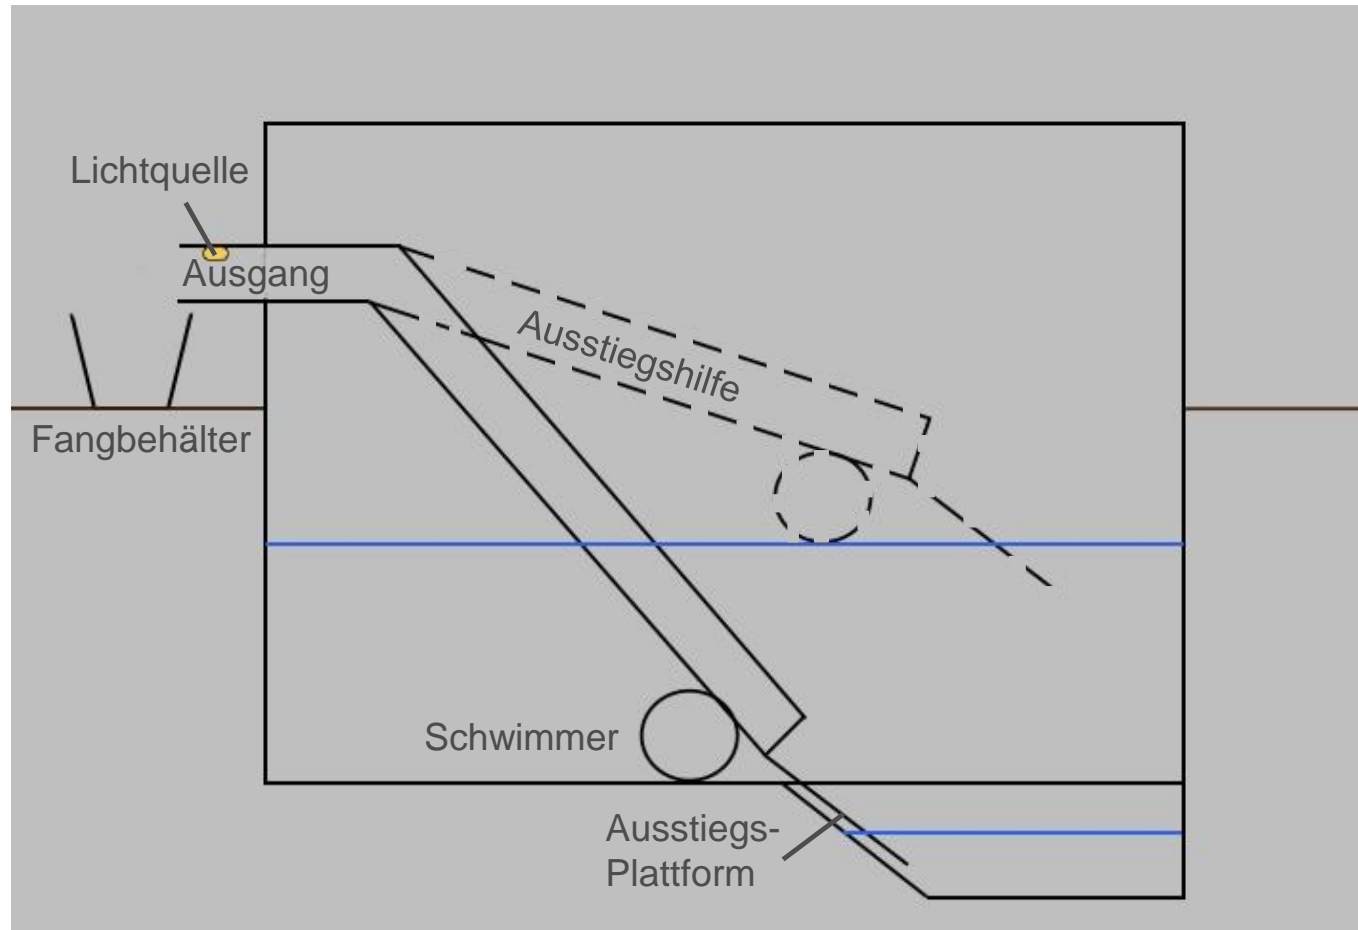 Lichtquelle
Ausgang
Ausstiegshilfe
Fangbehälter
Schwimmer
Ausstiegs-
Plattform